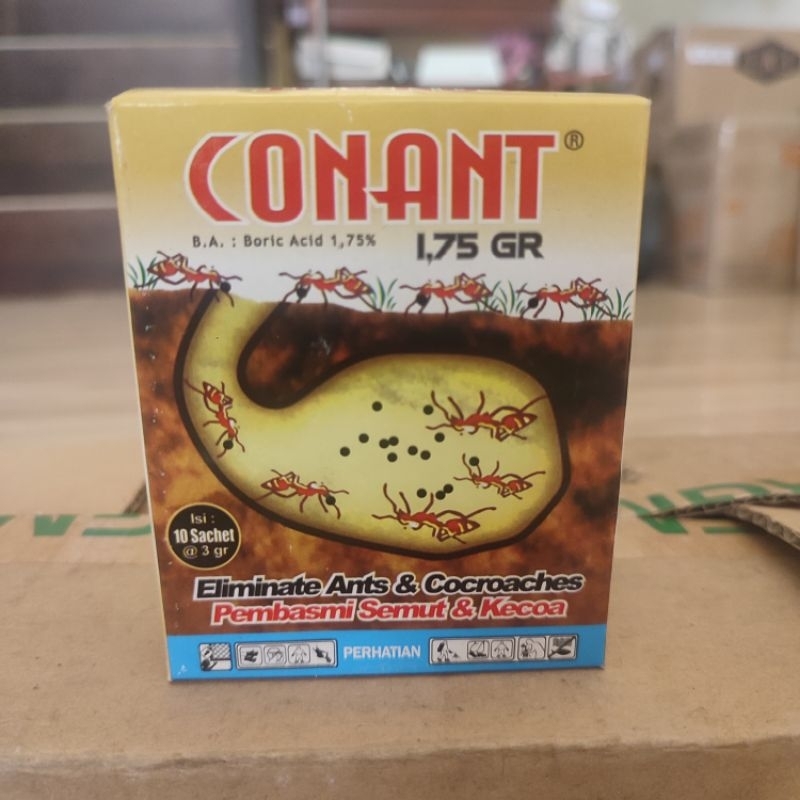 CONANT®
B.A. : Boric Acid 1,75%
1,75 GR
Isi :
10 Sachet
@ 3 gr
Eliminate Ants & Cocroaches
Pembasmi Semut & Kecoa
PERHATIAN